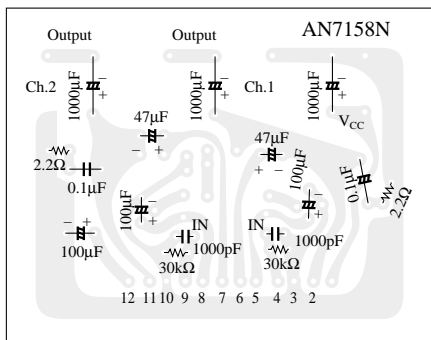 Output Output AN7158N
Ch.2 1000μF − + 1000μF − + Ch.1 1000μF − +
VCC
47μF − +
47μF + −
2.2Ω
0.1μF
100μF − +
100μF − +
0.1μF
2.2Ω
− + 100μF
IN 1000pF
30kΩ
IN 1000pF
30kΩ
12 11 10 9 8 7 6 5 4 3 2